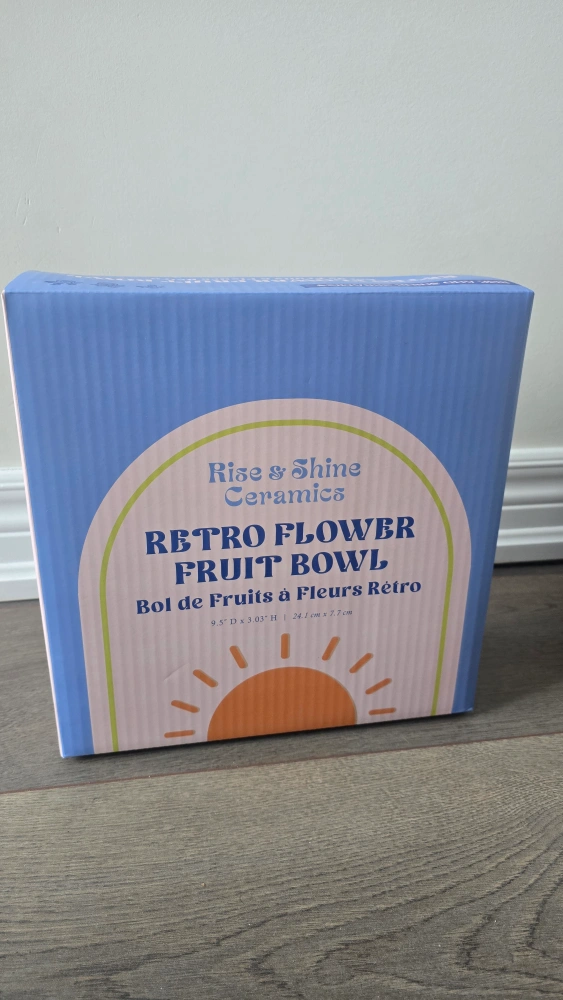 Rise & Shine
Ceramics
RETRO FLOWER
FRUIT BOWL
Bol de Fruits à Fleurs Rétro
9.5" D x 3.03" H | 24.1 cm x 7.7 cm